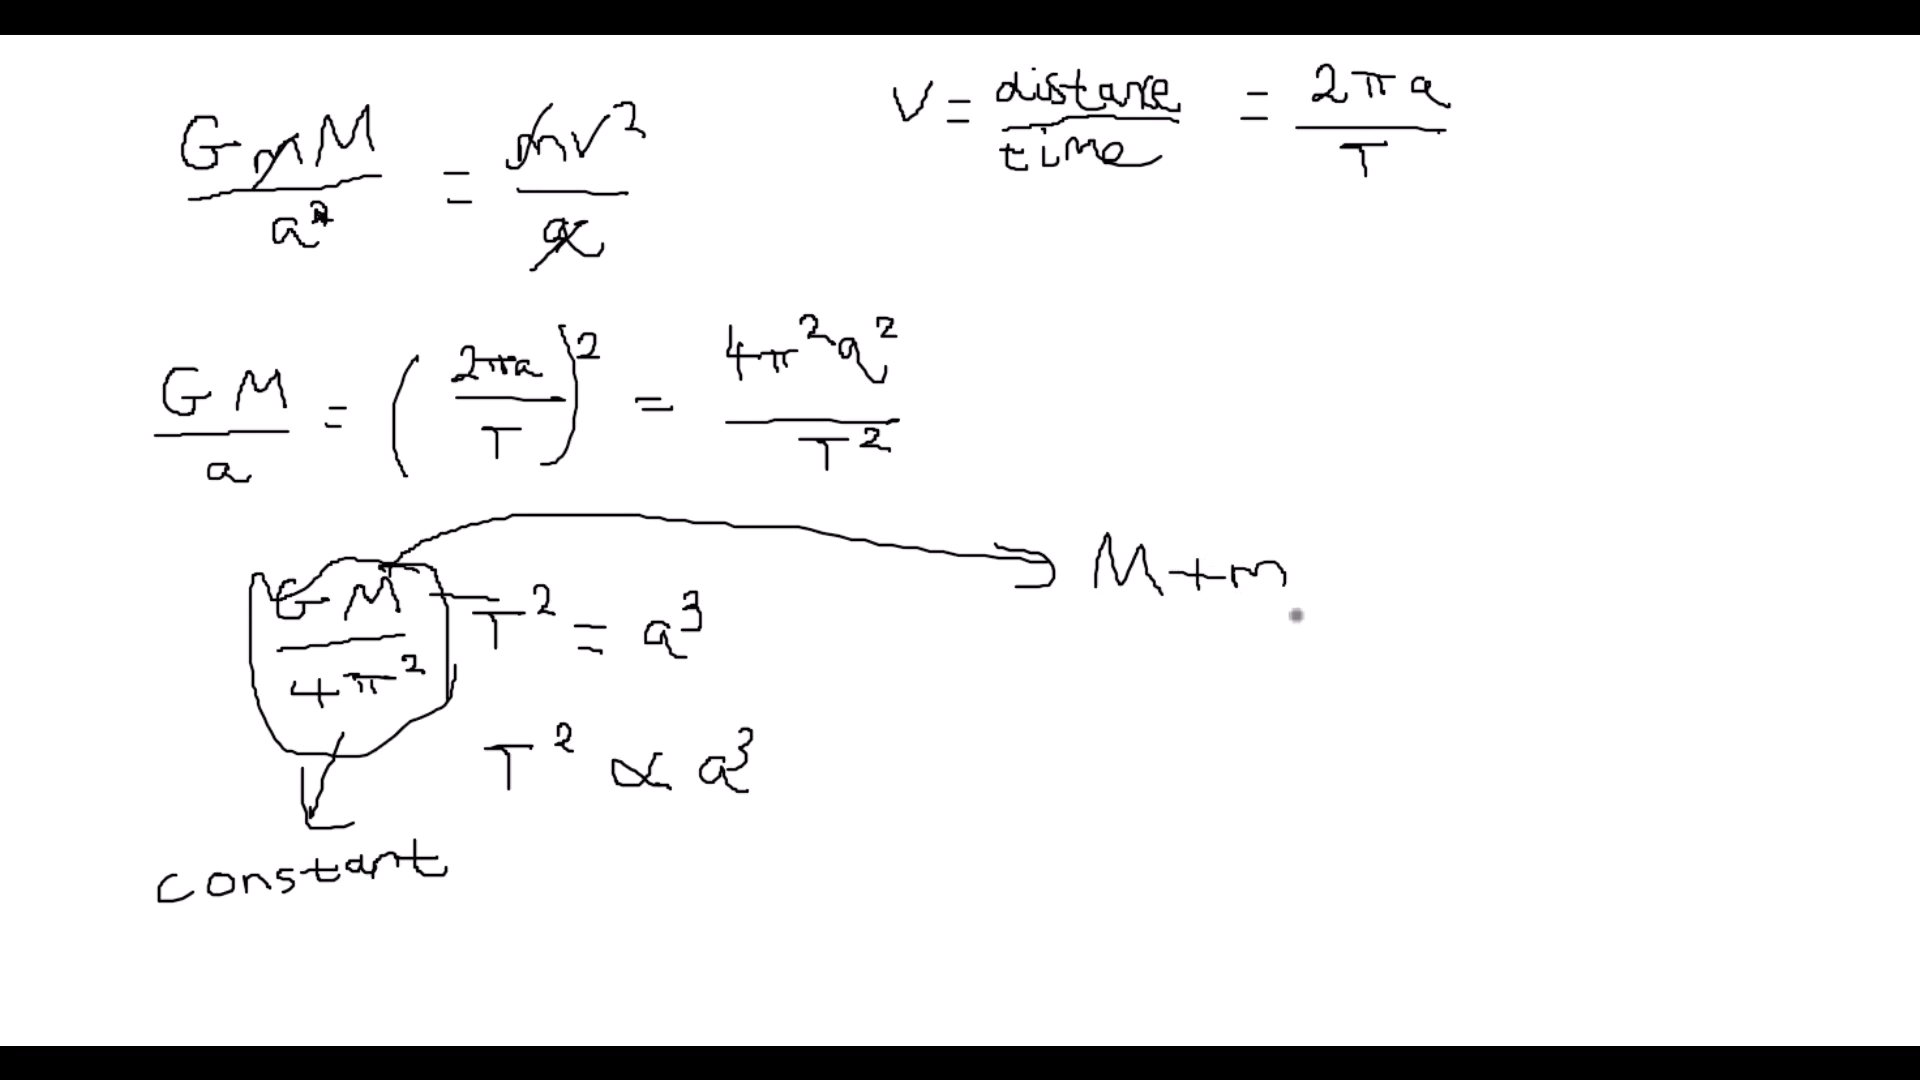 GmM/a² = mv²/a
V = distance/time = 2πa/T
GM/a = (2πa/T)² = 4π²a²/T²
GM/4π² T² = a³
M+m
T² ∝ a³
constant